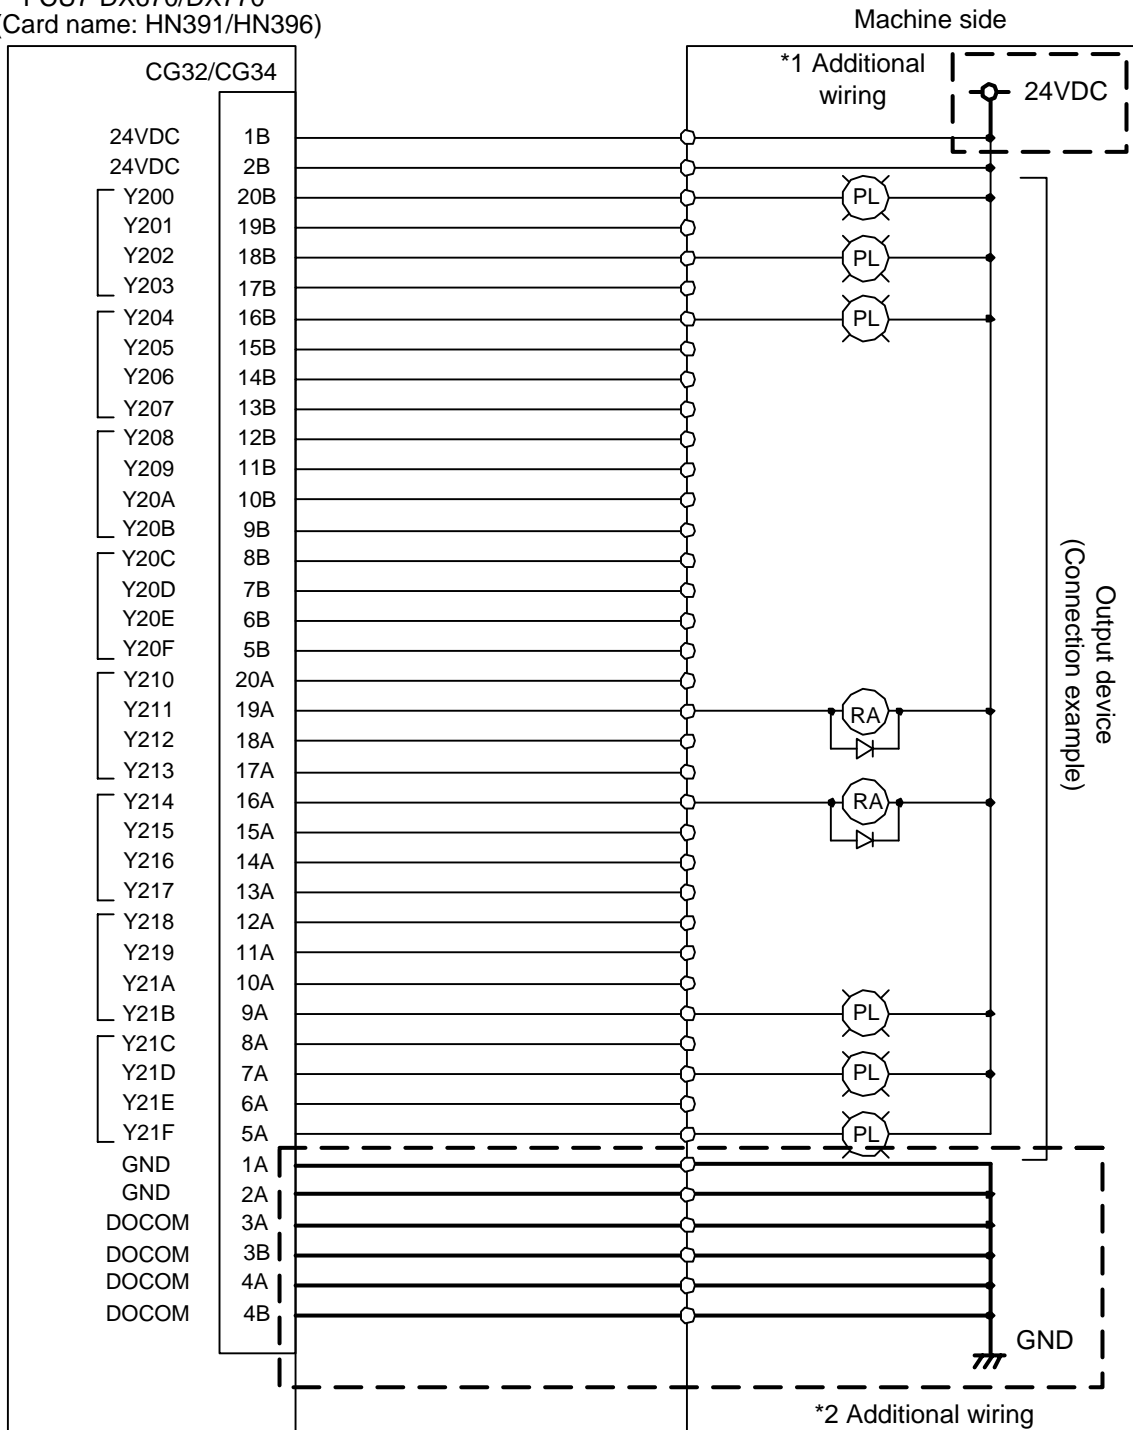 (Card name: HN391/HN396)
Machine side
CG32/CG34
*1 Additional
wiring
24VDC
24VDC 1B
24VDC 2B
Y200 20B PL
Y201 19B
Y202 18B PL
Y203 17B
Y204 16B PL
Y205 15B
Y206 14B
Y207 13B
Y208 12B
Y209 11B
Y20A 10B
Y20B 9B
Y20C 8B
Y20D 7B
Y20E 6B
Y20F 5B
Y210 20A
Y211 19A RA
Y212 18A
Y213 17A
Y214 16A RA
Y215 15A
Y216 14A
Y217 13A
Y218 12A
Y219 11A
Y21A 10A
Y21B 9A PL
Y21C 8A
Y21D 7A PL
Y21E 6A
Y21F 5A PL
Output device
(Connection example)
GND 1A
GND 2A
DOCOM 3A
DOCOM 3B
DOCOM 4A
DOCOM 4B
GND
*2 Additional wiring